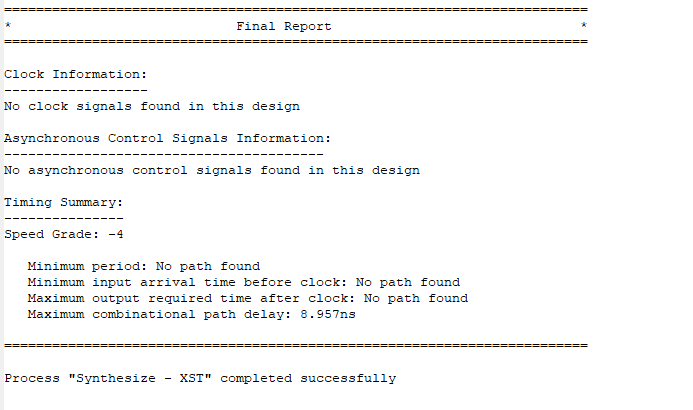 =========================================================================
*                            Final Report                               *
=========================================================================
Clock Information:
------------------
No clock signals found in this design
Asynchronous Control Signals Information:
----------------------------------------
No asynchronous control signals found in this design
Timing Summary:
---------------
Speed Grade: -4
   Minimum period: No path found
   Minimum input arrival time before clock: No path found
   Maximum output required time after clock: No path found
   Maximum combinational path delay: 8.957ns
=========================================================================
Process "Synthesize - XST" completed successfully